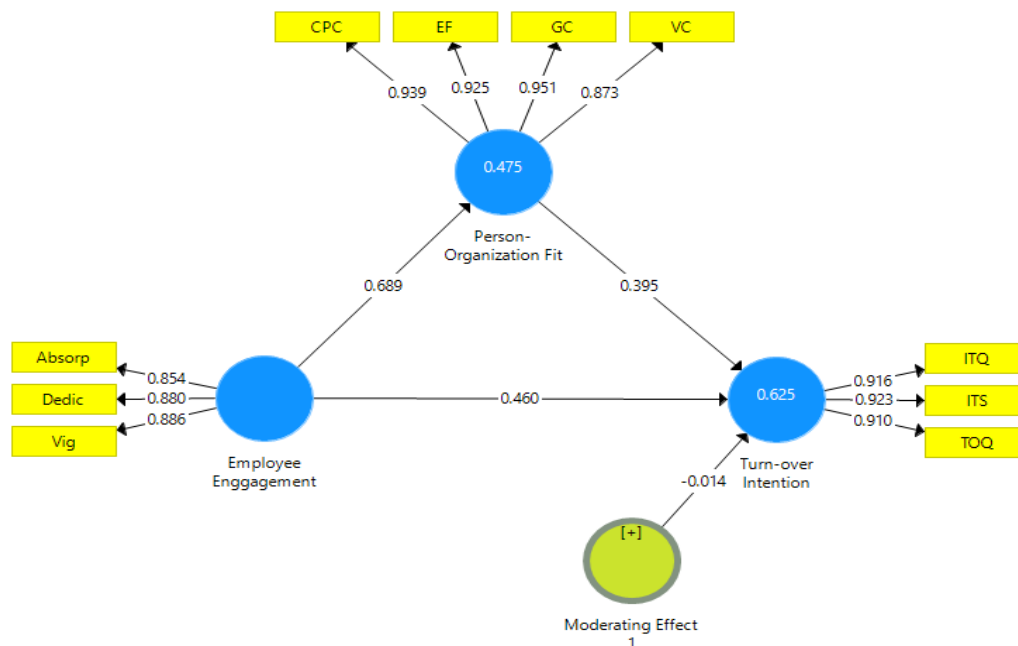 CPC EF GC VC
0.939 0.925 0.951 0.873
0.475
Person-
Organization Fit
0.689 0.395
Absorp
Dedic
Vig
0.854
0.880
0.886
Employee
Enggagement
0.460
0.625
Turn-over
Intention
0.916
0.923
0.910
ITQ
ITS
TOQ
-0.014
[+]
Moderating Effect
1